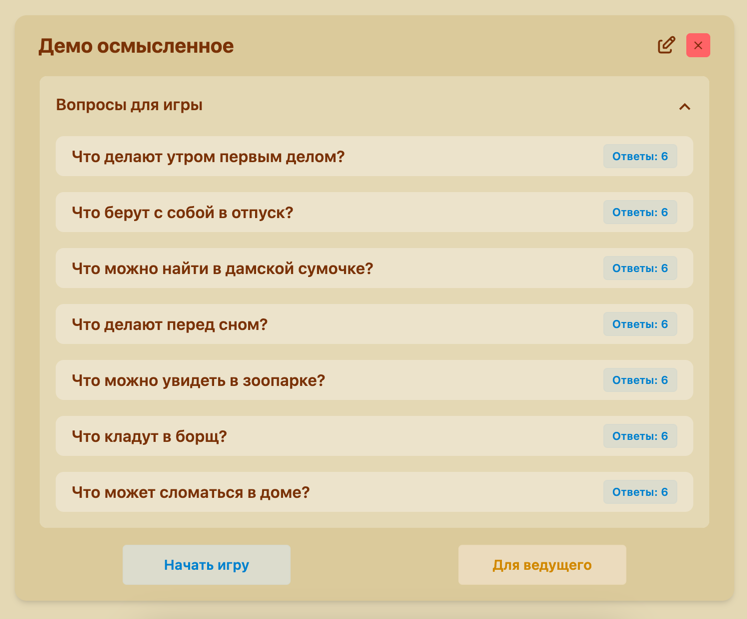 Демо осмысленное
Вопросы для игры
Что делают утром первым делом?
Ответы: 6
Что берут с собой в отпуск?
Ответы: 6
Что можно найти в дамской сумочке?
Ответы: 6
Что делают перед сном?
Ответы: 6
Что можно увидеть в зоопарке?
Ответы: 6
Что кладут в борщ?
Ответы: 6
Что может сломаться в доме?
Ответы: 6
Начать игру
Для ведущего